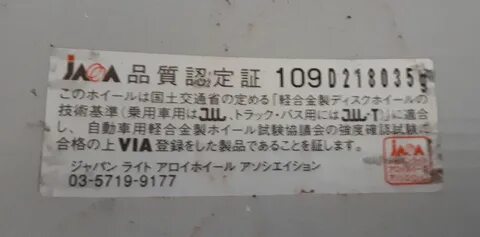 JAWA 品質認定証 109D218035
このホイールは国土交通省の定める「軽合金製ディスクホイールの
技術基準(乗用車用はJWL、トラック・バス用にはJWL-T)」に適合
し、自動車用軽合金製ホイール試験協議会の強度確認試験に
合格の上VIA登録をした製品であることを証します。
ジャパン ライト アロイホイール アソシエイション
03-5719-9177
JAWA